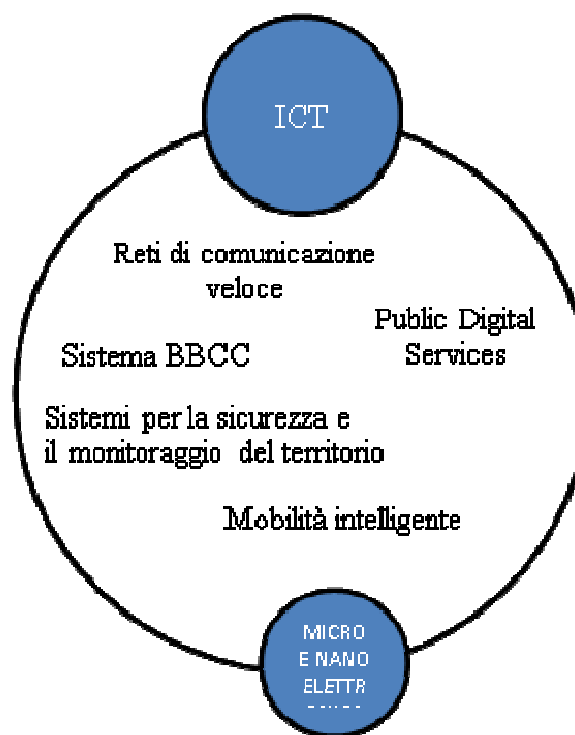 ICT
Reti di comunicazione
veloce
Public Digital
Services
Sistema BBCC
Sistemi per la sicurezza e
il monitoraggio del territorio
Mobilità intelligente
MICRO
E NANO
ELETTR